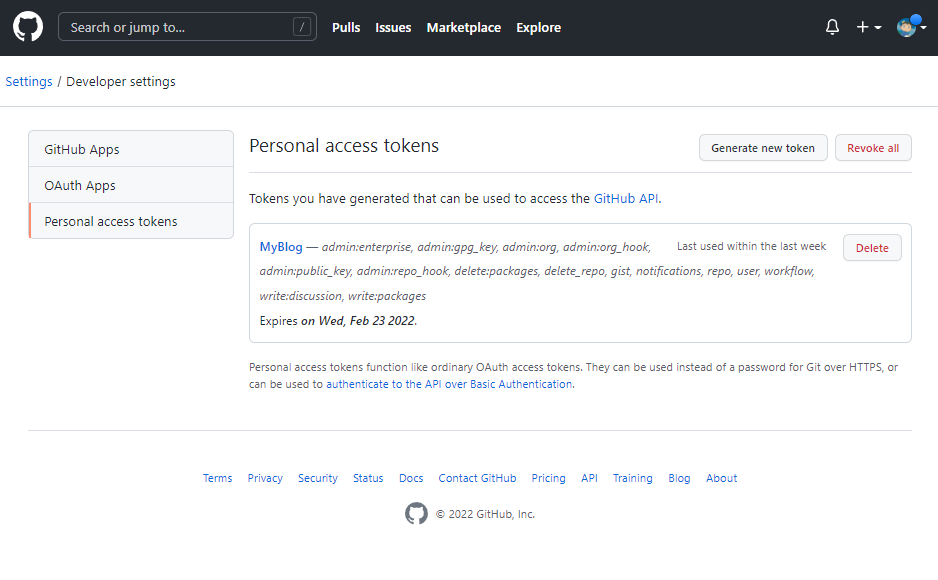 Search or jump to... / Pulls Issues Marketplace Explore
Settings / Developer settings
GitHub Apps
OAuth Apps
Personal access tokens
Personal access tokens Generate new token Revoke all
Tokens you have generated that can be used to access the GitHub API.
MyBlog — admin:enterprise, admin:gpg_key, admin:org, admin:org_hook, Last used within the last week Delete
admin:public_key, admin:repo_hook, delete:packages, delete_repo, gist, notifications, repo, user, workflow,
write:discussion, write:packages
Expires on Wed, Feb 23 2022.
Personal access tokens function like ordinary OAuth access tokens. They can be used instead of a password for Git over HTTPS, or
can be used to authenticate to the API over Basic Authentication.
Terms Privacy Security Status Docs Contact GitHub Pricing API Training Blog About
© 2022 GitHub, Inc.